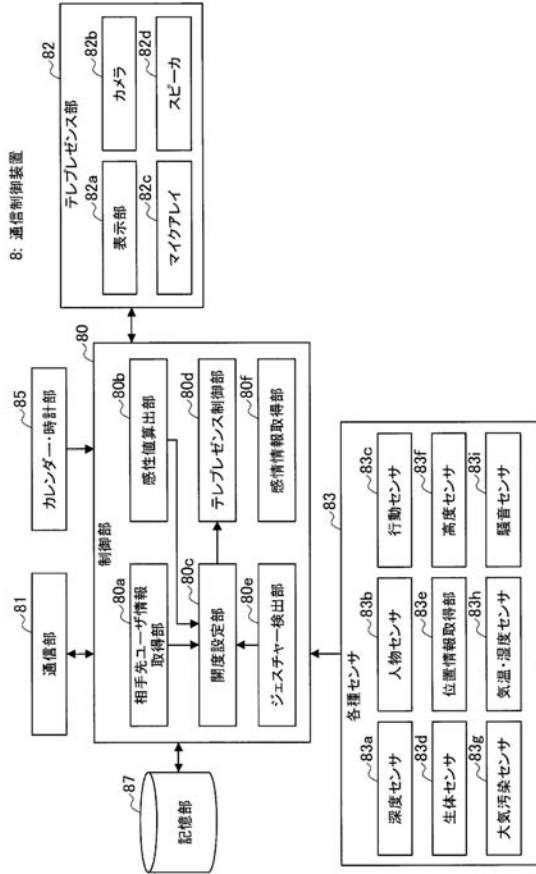 8: 通信制御装置
通信部
81
カレンダー・時計部
85
記憶部
87
制御部
80
相手先ユーザ情報
取得部
80a
感性値算出部
80b
開度設定部
80c
テレプレゼンス制御部
80d
ジェスチャー検出部
80e
感情情報取得部
80f
テレプレゼンス部
82
表示部
82a
カメラ
82b
マイクアレイ
82c
スピーカ
82d
各種センサ
83
深度センサ
83a
人物センサ
83b
行動センサ
83c
生体センサ
83d
位置情報取得部
83e
高度センサ
83f
大気汚染センサ
83g
気温・湿度センサ
83h
騒音センサ
83i